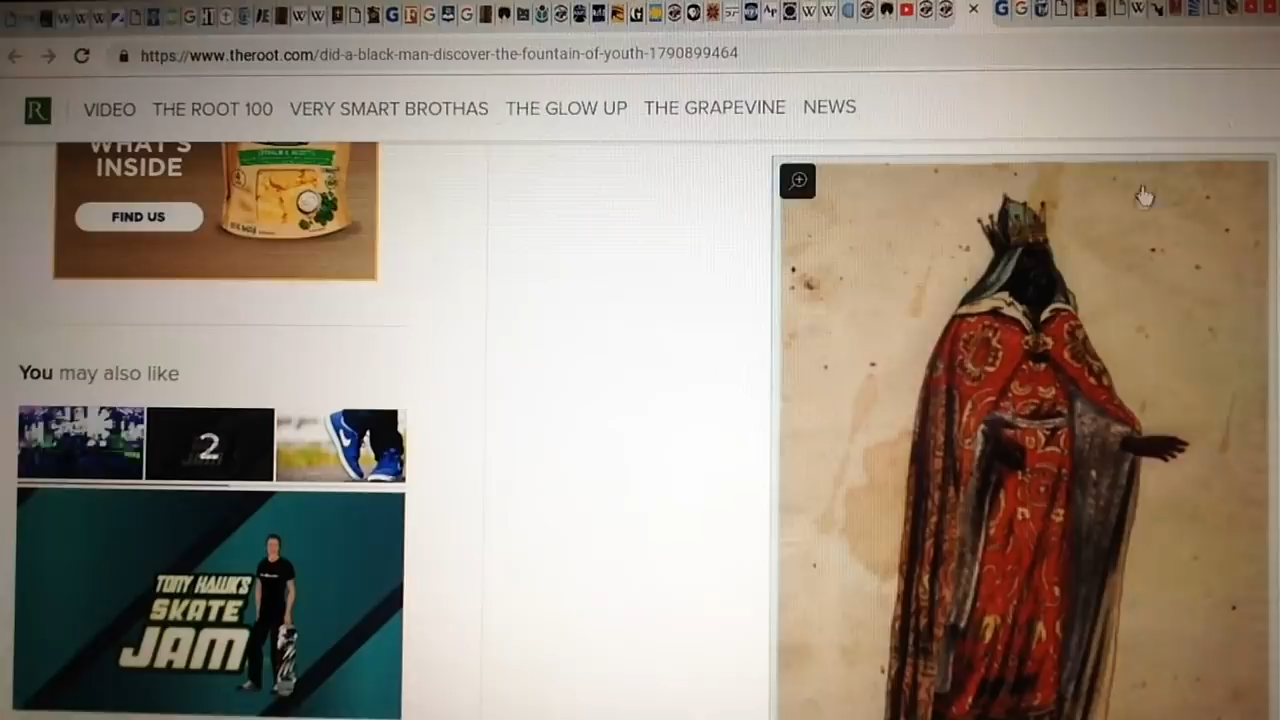 https://www.theroot.com/did-a-black-man-discover-the-fountain-of-youth-1790899464
R VIDEO THE ROOT 100 VERY SMART BROTHAS THE GLOW UP THE GRAPEVINE NEWS
WHAT'S
INSIDE
FIND US
You may also like
2
TONY HAWK'S
SKATE
JAM